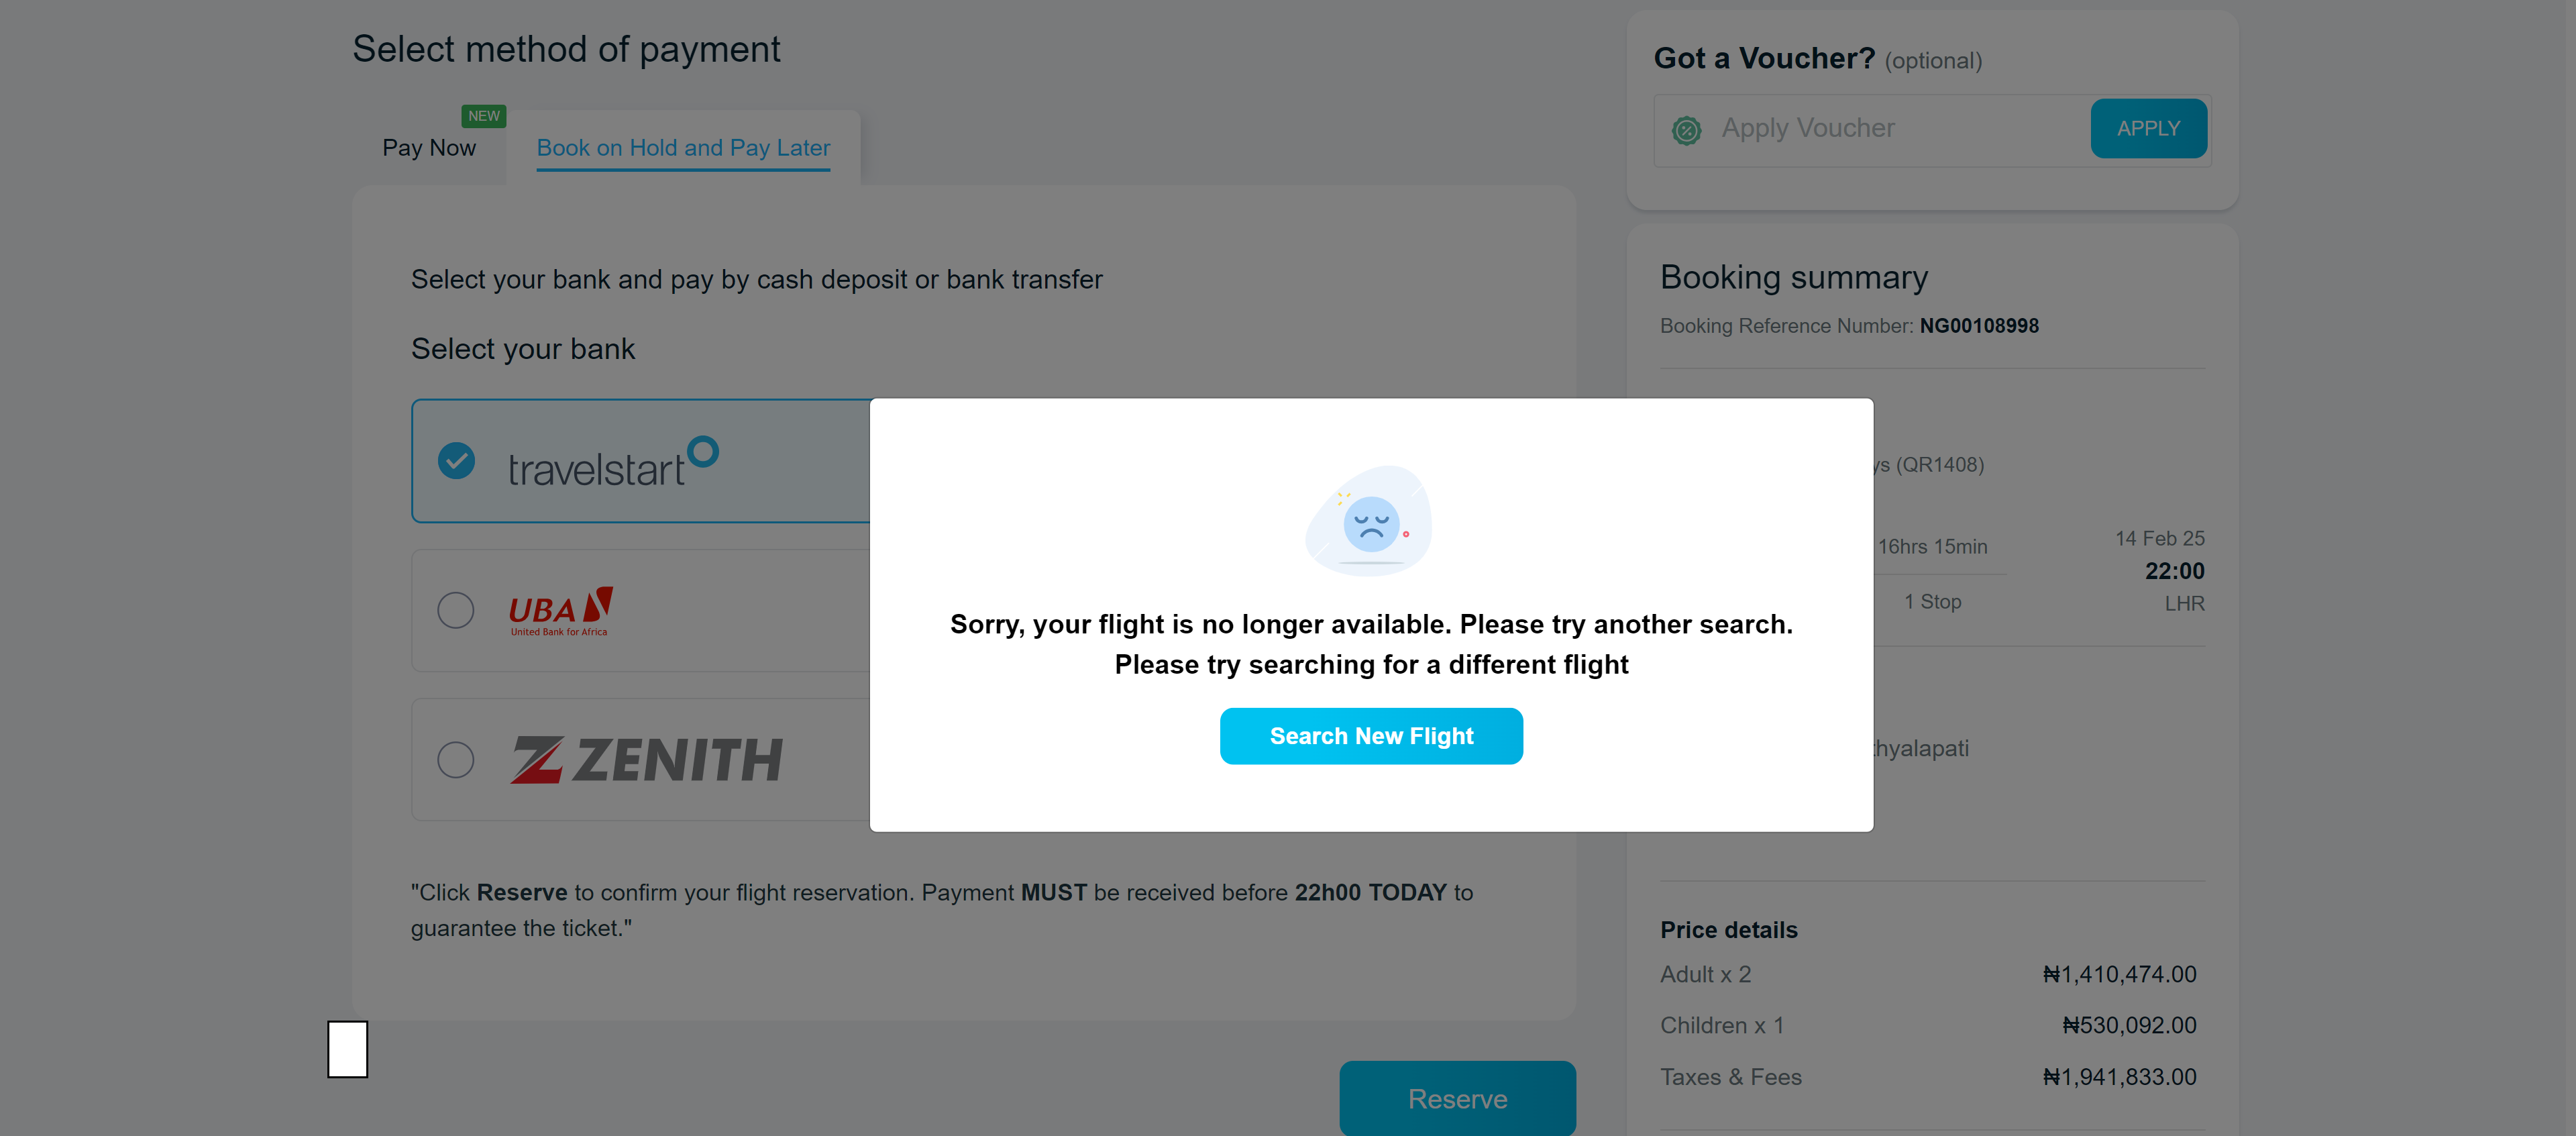 Select method of payment
Pay Now
NEW
Book on Hold and Pay Later
Select your bank and pay by cash deposit or bank transfer
Select your bank
travelstart
UBA
United Bank for Africa
ZENITH
"Click Reserve to confirm your flight reservation. Payment MUST be received before 22h00 TODAY to
guarantee the ticket."
Reserve
Sorry, your flight is no longer available. Please try another search.
Please try searching for a different flight
Search New Flight
Got a Voucher? (optional)
Apply Voucher
APPLY
Booking summary
Booking Reference Number: NG00108998
(QR1408)
16hrs 15min
1 Stop
14 Feb 25
22:00
LHR
Price details
Adult x 2 ₦1,410,474.00
Children x 1 ₦530,092.00
Taxes & Fees ₦1,941,833.00